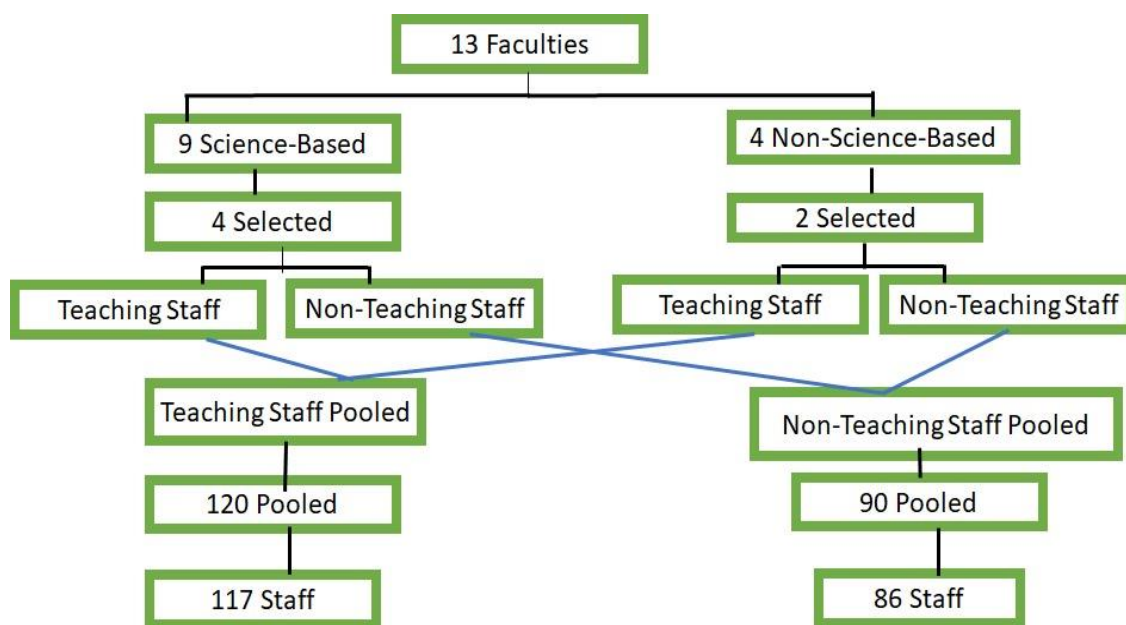 13 Faculties
9 Science-Based
4 Non-Science-Based
4 Selected
2 Selected
Teaching Staff
Non-Teaching Staff
Teaching Staff
Non-Teaching Staff
Teaching Staff Pooled
Non-Teaching Staff Pooled
120 Pooled
90 Pooled
117 Staff
86 Staff